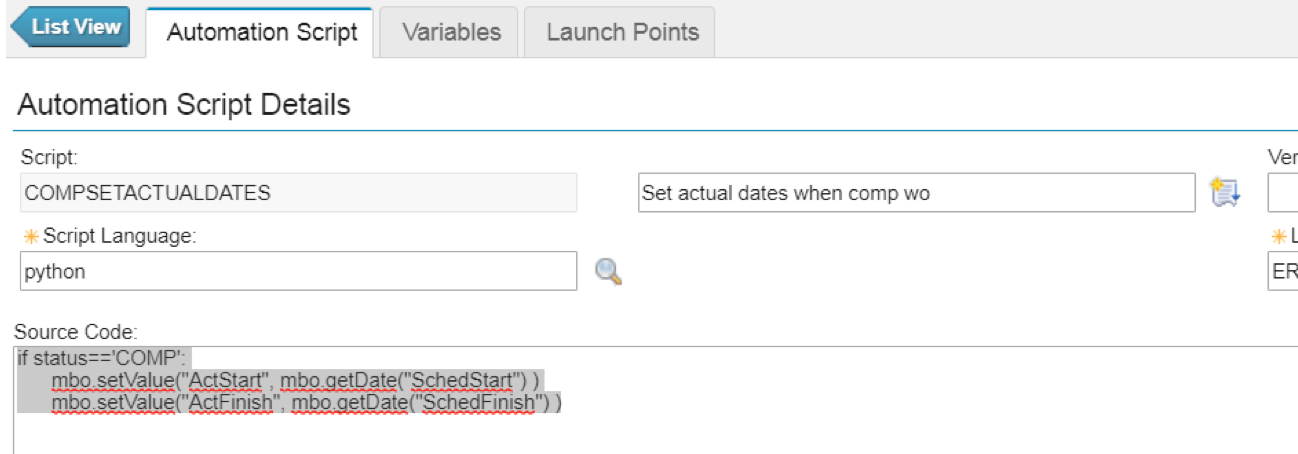 List View
Automation Script
Variables
Launch Points
Automation Script Details
Script:
Ver
COMPSETACTUALDATES
Set actual dates when comp wo
Script Language:
L
python
ER
Source Code:
if status=='COMP':
mbo.setValue("ActStart", mbo.getDate("SchedStart") )
mbo.setValue("ActFinish", mbo.getDate("SchedFinish") )